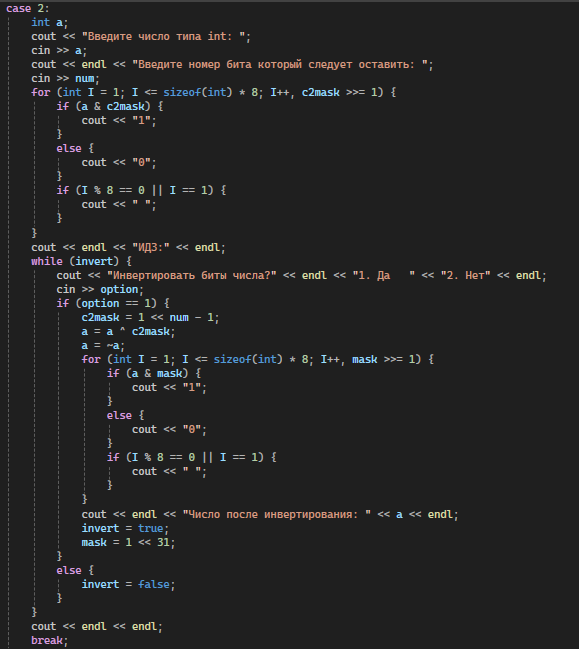 case 2:
    int a;
    cout << "Введите число типа int: ";
    cin >> a;
    cout << endl << "Введите номер бита который следует оставить: ";
    cin >> num;
    for (int I = 1; I <= sizeof(int) * 8; I++, c2mask >>= 1) {
        if (a & c2mask) {
            cout << "1";
        }
        else {
            cout << "0";
        }
        if (I % 8 == 0 || I == 1) {
            cout << " ";
        }
    }
    cout << endl << "ИДЗ:" << endl;
    while (invert) {
        cout << "Инвертировать биты числа?" << endl << "1. Да   " << "2. Нет" << endl;
        cin >> option;
        if (option == 1) {
            c2mask = 1 << num - 1;
            a = a ^ c2mask;
            a = ~a;
            for (int I = 1; I <= sizeof(int) * 8; I++, mask >>= 1) {
                if (a & mask) {
                    cout << "1";
                }
                else {
                    cout << "0";
                }
                if (I % 8 == 0 || I == 1) {
                    cout << " ";
                }
            }
            cout << endl << "Число после инвертирования: " << a << endl;
            invert = true;
            mask = 1 << 31;
        }
        else {
            invert = false;
        }
    }
    cout << endl << endl;
    break;